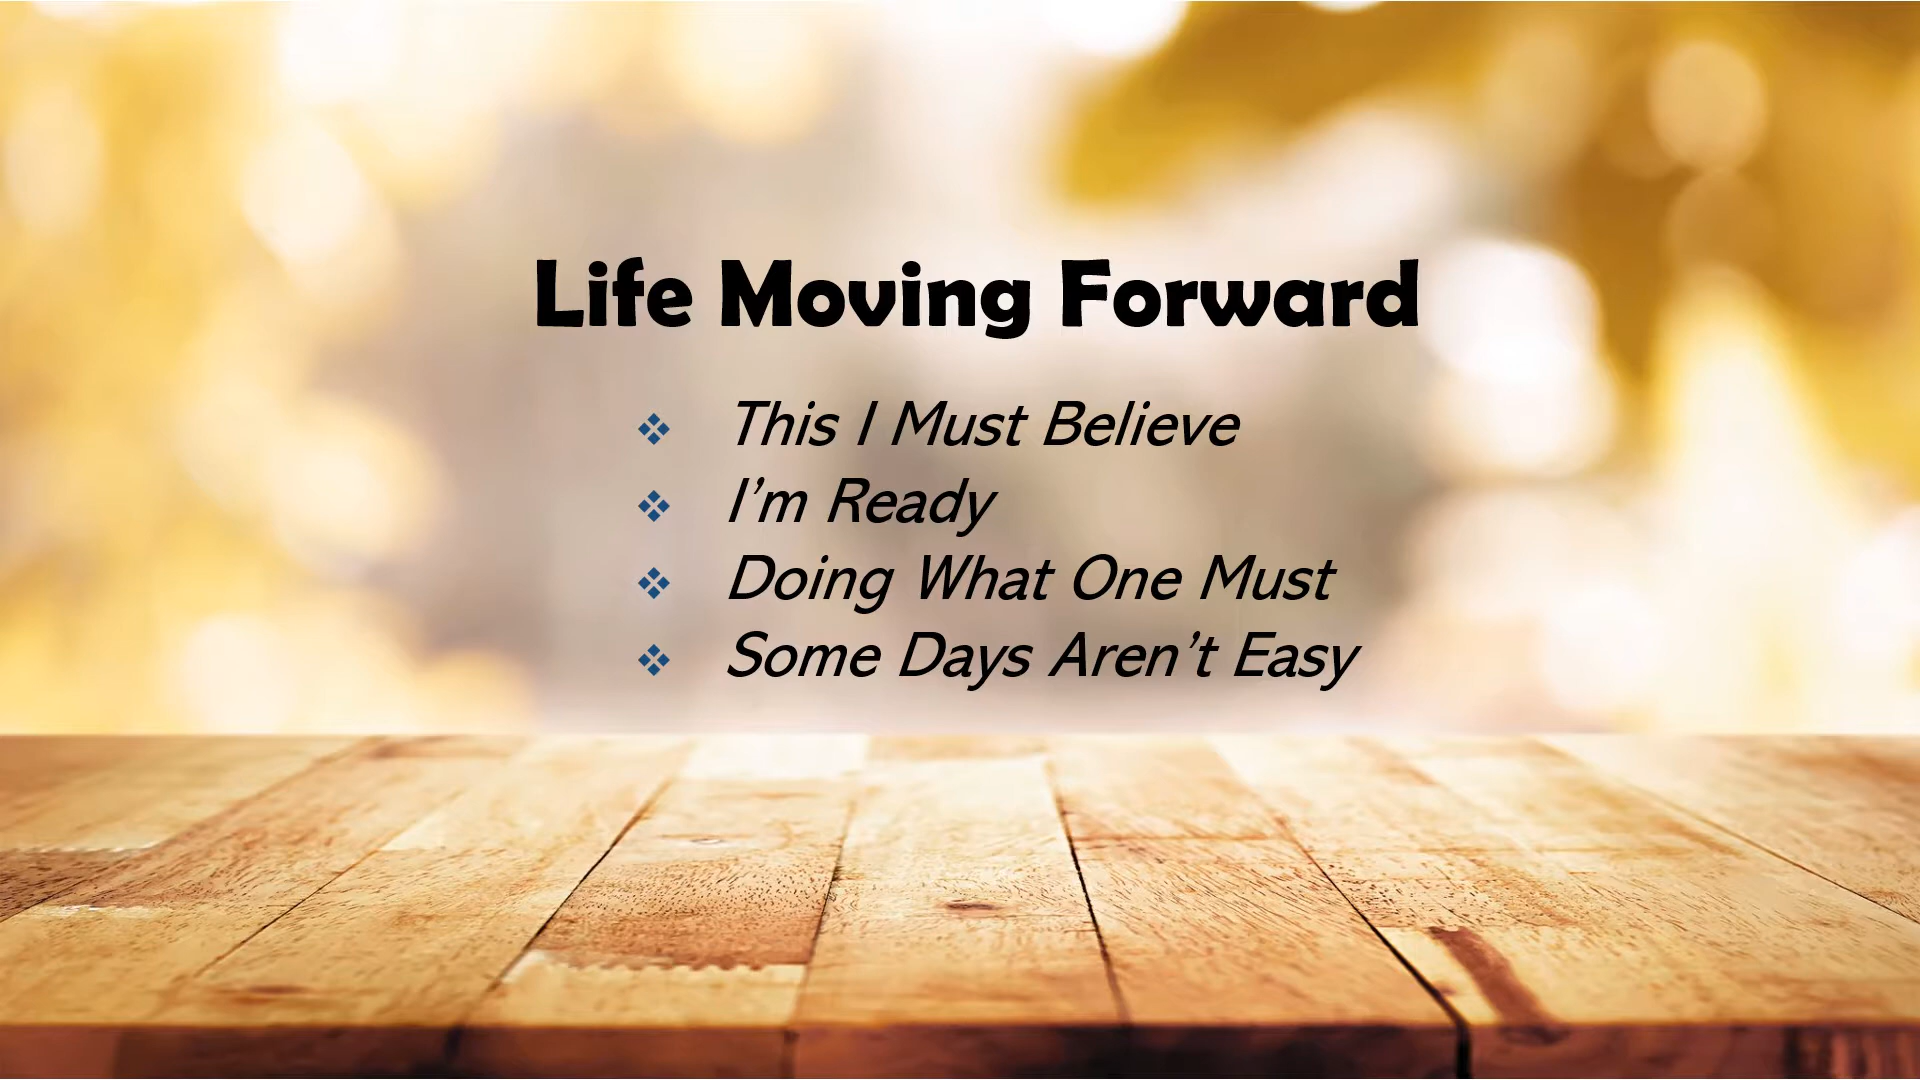 Life Moving Forward
❖ This I Must Believe
❖ I’m Ready
❖ Doing What One Must
❖ Some Days Aren’t Easy